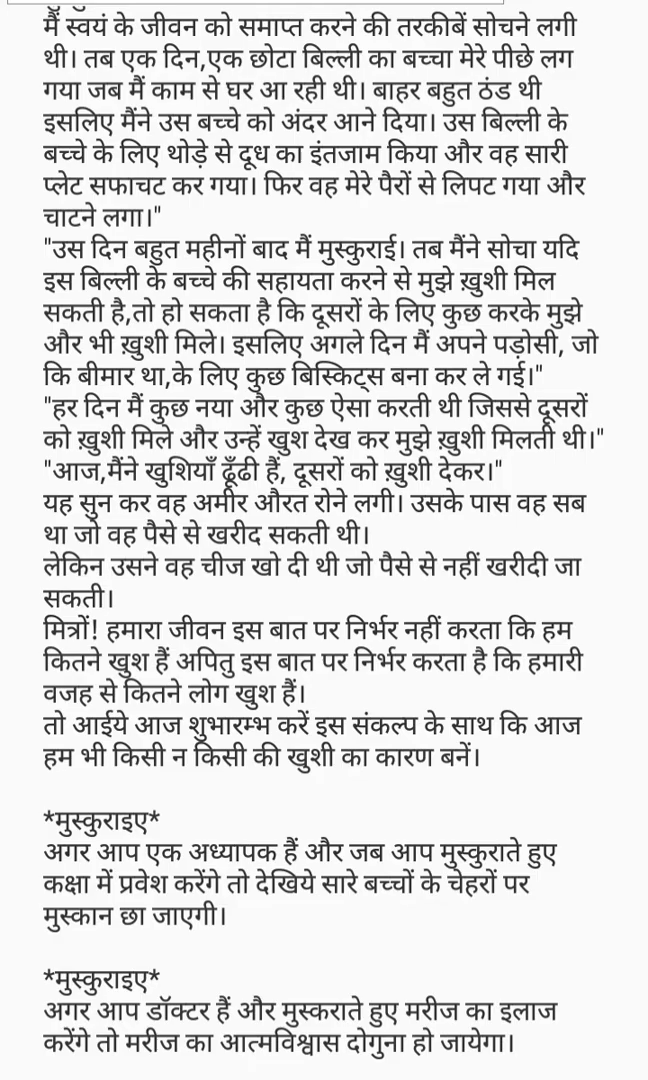 मैं स्वयं के जीवन को समाप्त करने की तरकीबें सोचने लगी
थी। तब एक दिन,एक छोटा बिल्ली का बच्चा मेरे पीछे लग
गया जब मैं काम से घर आ रही थी। बाहर बहुत ठंड थी
इसलिए मैंने उस बच्चे को अंदर आने दिया। उस बिल्ली के
बच्चे के लिए थोड़े से दूध का इंतजाम किया और वह सारी
प्लेट सफाचट कर गया। फिर वह मेरे पैरों से लिपट गया और
चाटने लगा।"
"उस दिन बहुत महीनों बाद मैं मुस्कुराई। तब मैंने सोचा यदि
इस बिल्ली के बच्चे की सहायता करने से मुझे ख़ुशी मिल
सकती है,तो हो सकता है कि दूसरों के लिए कुछ करके मुझे
और भी ख़ुशी मिले। इसलिए अगले दिन मैं अपने पड़ोसी, जो
कि बीमार था,के लिए कुछ बिस्किट्स बना कर ले गई।"
"हर दिन मैं कुछ नया और कुछ ऐसा करती थी जिससे दूसरों
को ख़ुशी मिले और उन्हें खुश देख कर मुझे ख़ुशी मिलती थी।"
"आज,मैंने खुशियाँ ढूँढी हैं, दूसरों को ख़ुशी देकर।"
यह सुन कर वह अमीर औरत रोने लगी। उसके पास वह सब
था जो वह पैसे से खरीद सकती थी।
लेकिन उसने वह चीज खो दी थी जो पैसे से नहीं खरीदी जा
सकती।
मित्रों! हमारा जीवन इस बात पर निर्भर नहीं करता कि हम
कितने खुश हैं अपितु इस बात पर निर्भर करता है कि हमारी
वजह से कितने लोग खुश हैं।
तो आईये आज शुभारम्भ करें इस संकल्प के साथ कि आज
हम भी किसी न किसी की खुशी का कारण बनें।
*मुस्कुराइए*
अगर आप एक अध्यापक हैं और जब आप मुस्कुराते हुए
कक्षा में प्रवेश करेंगे तो देखिये सारे बच्चों के चेहरों पर
मुस्कान छा जाएगी।
*मुस्कुराइए*
अगर आप डॉक्टर हैं और मुस्कराते हुए मरीज का इलाज
करेंगे तो मरीज का आत्मविश्वास दोगुना हो जायेगा।